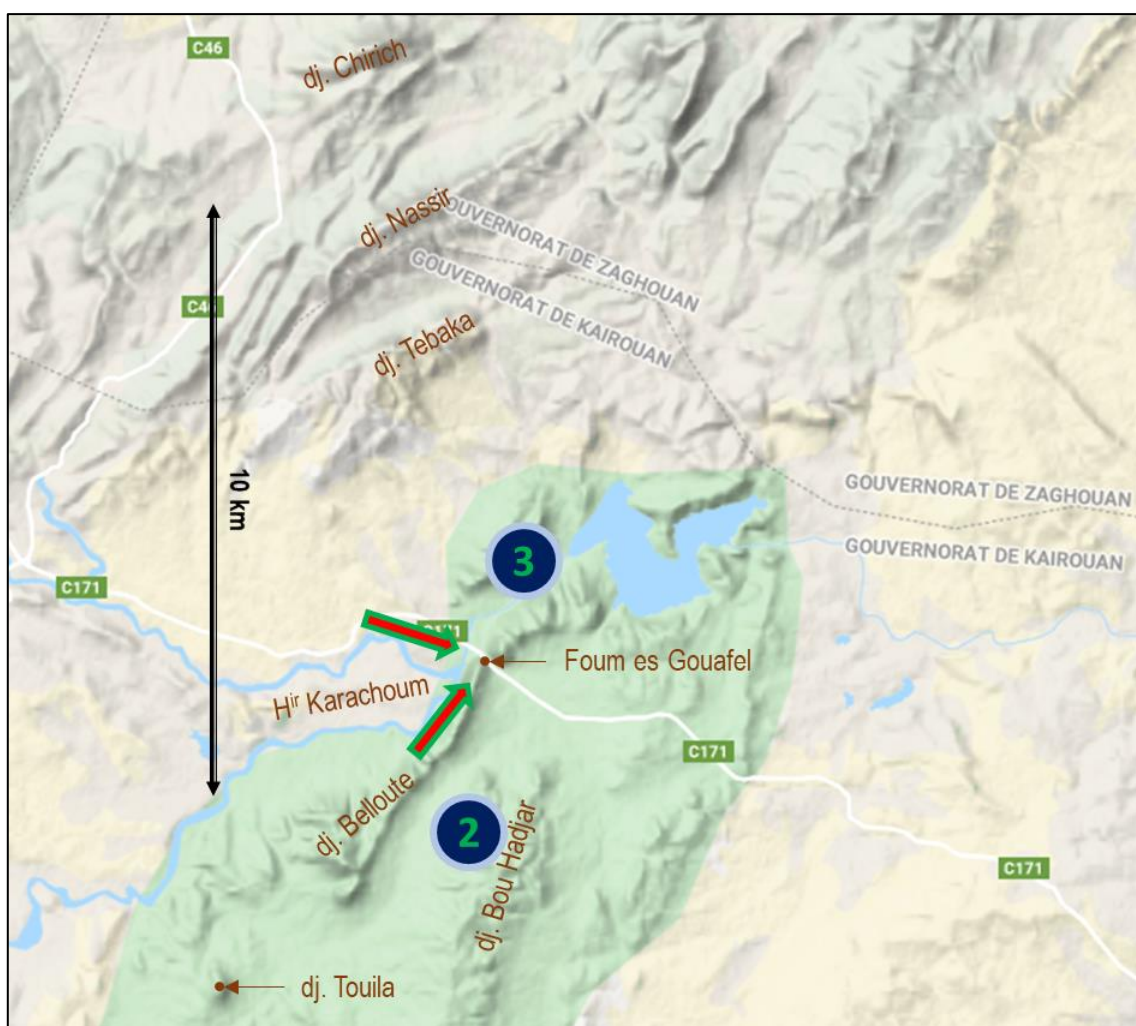 C46
dj. Chirich
dj. Nassir
GOUVERNORAT DE ZAGHOUAN
GOUVERNORAT DE KAIROUAN
C46
dj. Tebaka
10 km
GOUVERNORAT DE ZAGHOUAN
GOUVERNORAT DE KAIROUAN
3
C171
C171
Foum es Gouafel
Hir Karachoum
C171
dj. Belloute
2
dj. Bou Hadjar
C171
dj. Touila